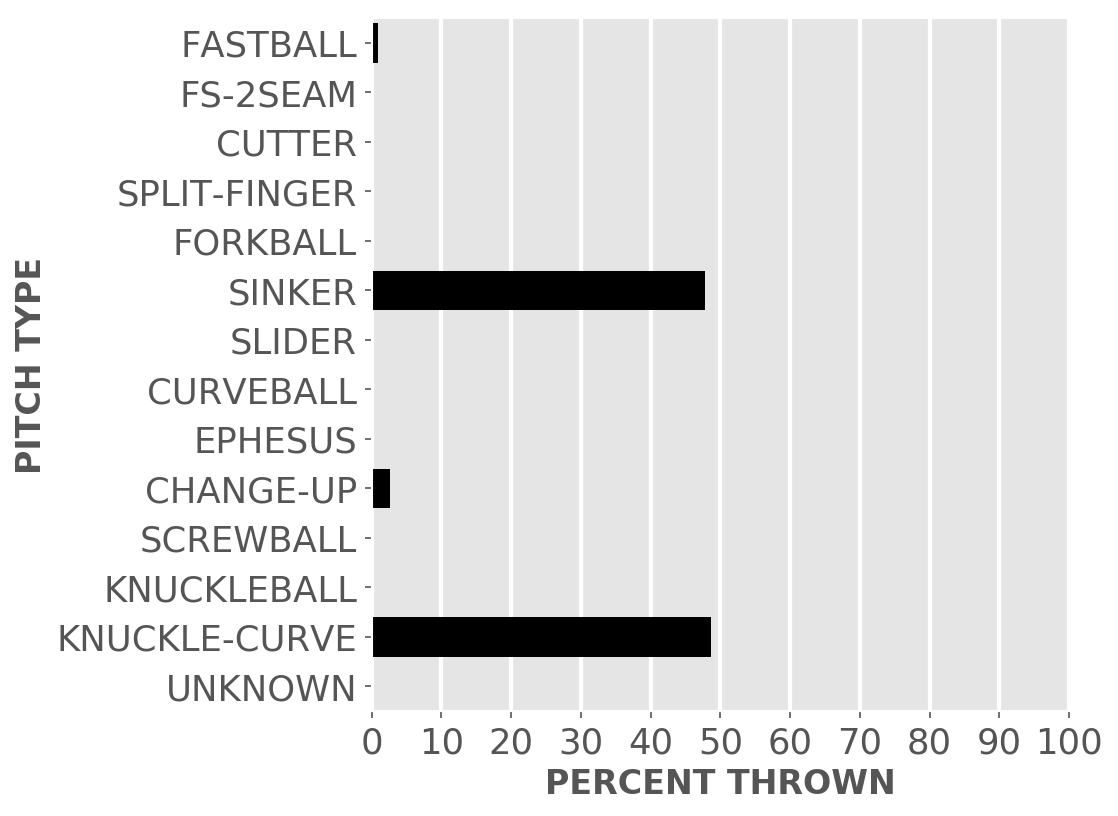 FASTBALL
FS-2SEAM
CUTTER
SPLIT-FINGER
FORKBALL
SINKER
SLIDER
CURVEBALL
EPHESUS
CHANGE-UP
SCREWBALL
KNUCKLEBALL
KNUCKLE-CURVE
UNKNOWN
PITCH TYPE
0 10 20 30 40 50 60 70 80 90 100
PERCENT THROWN